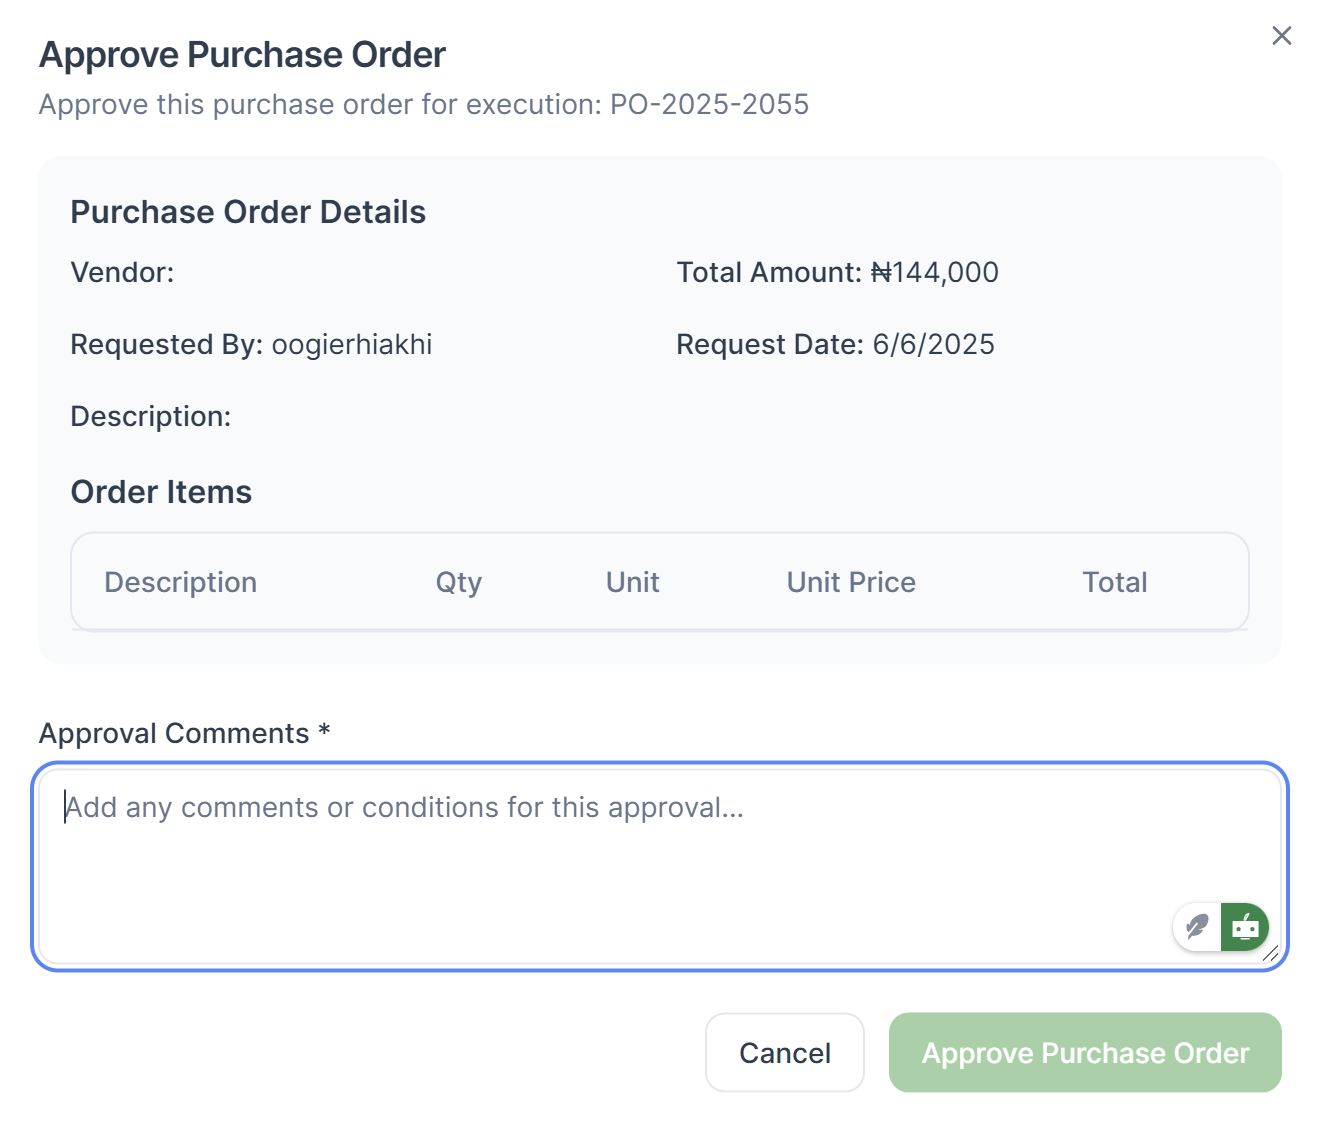 Approve Purchase Order
Approve this purchase order for execution: PO-2025-2055
Purchase Order Details
Vendor:
Total Amount: ₦144,000
Requested By: oogierhiakhi
Request Date: 6/6/2025
Description:
Order Items
Description Qty Unit Unit Price Total
Approval Comments *
Add any comments or conditions for this approval...
Cancel
Approve Purchase Order